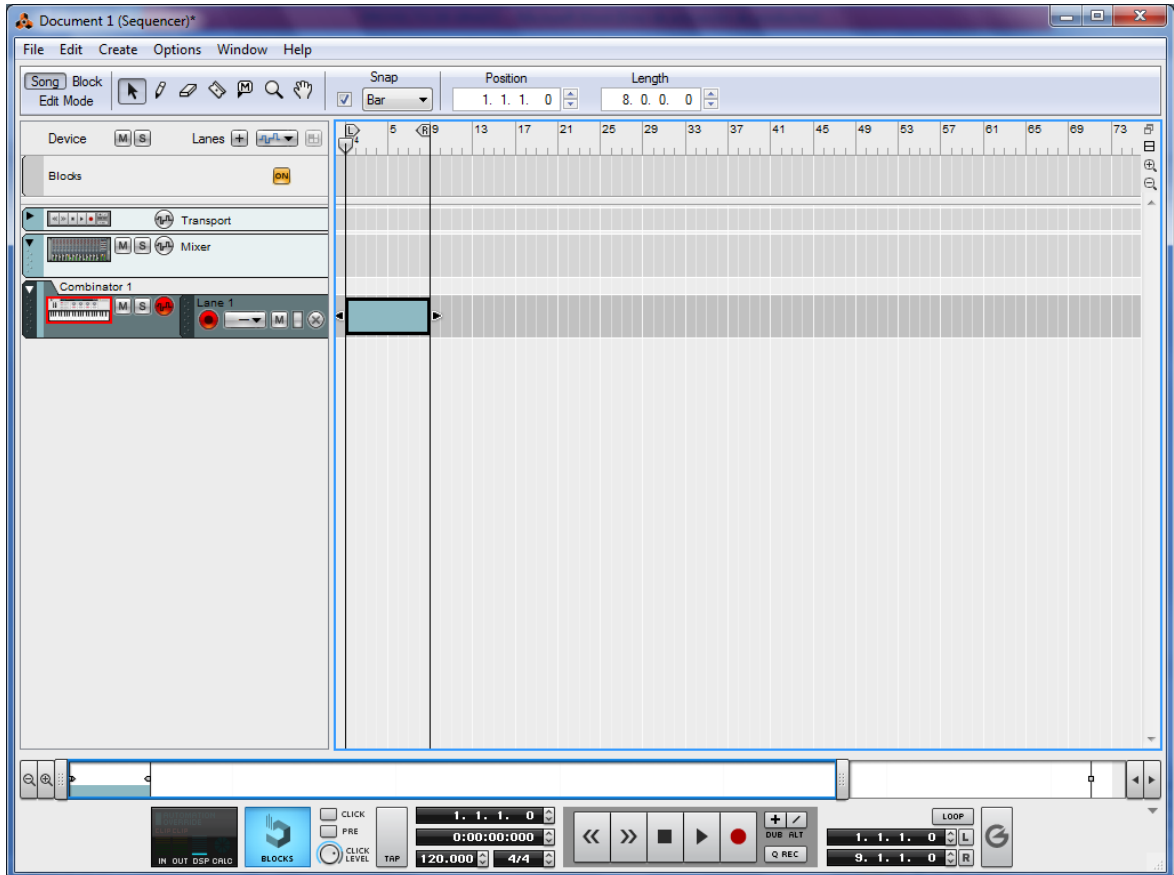 Document 1 (Sequencer)*
File Edit Create Options Window Help
Song Block
Edit Mode
Snap
Bar
Position
1. 1. 1. 0
Length
8. 0. 0. 0
Device M S Lanes
Blocks ON
Transport
M S Mixer
Combinator 1
M S Lane 1
M
L 5 R 9 13 17 21 25 29 33 37 41 45 49 53 57 61 65 69 73
IN OUT DSP CALC
BLOCKS
CLICK
PRE
CLICK
LEVEL
TAP
1. 1. 1. 0
0:00:00:000
120.000 4/4
DUB ALT
Q REC
LOOP
1. 1. 1. 0 L
9. 1. 1. 0 R